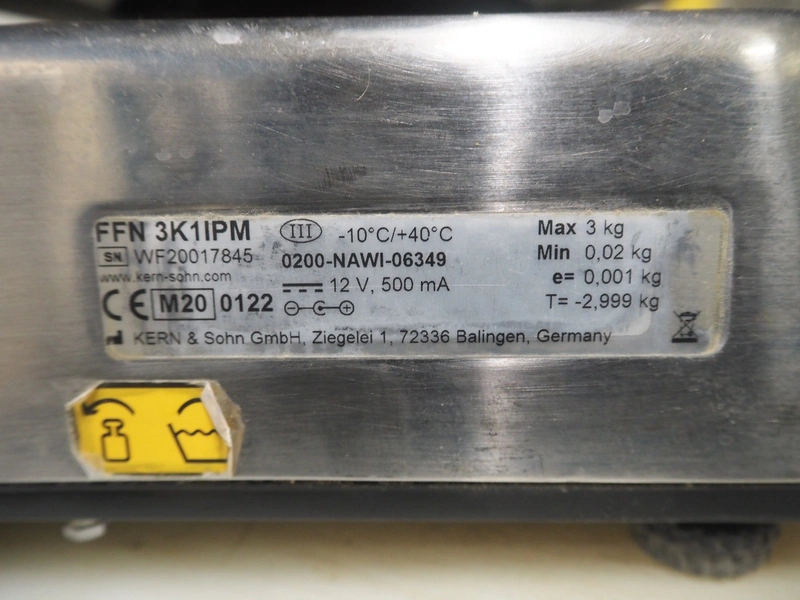 FFN 3K1IPM
SN WF20017845
www.kern-sohn.com
CE M20 0122
III -10°C/+40°C
0200-NAWI-06349
12 V, 500 mA
Max 3 kg
Min 0,02 kg
e= 0,001 kg
T= -2,999 kg
KERN & Sohn GmbH, Ziegelei 1, 72336 Balingen, Germany